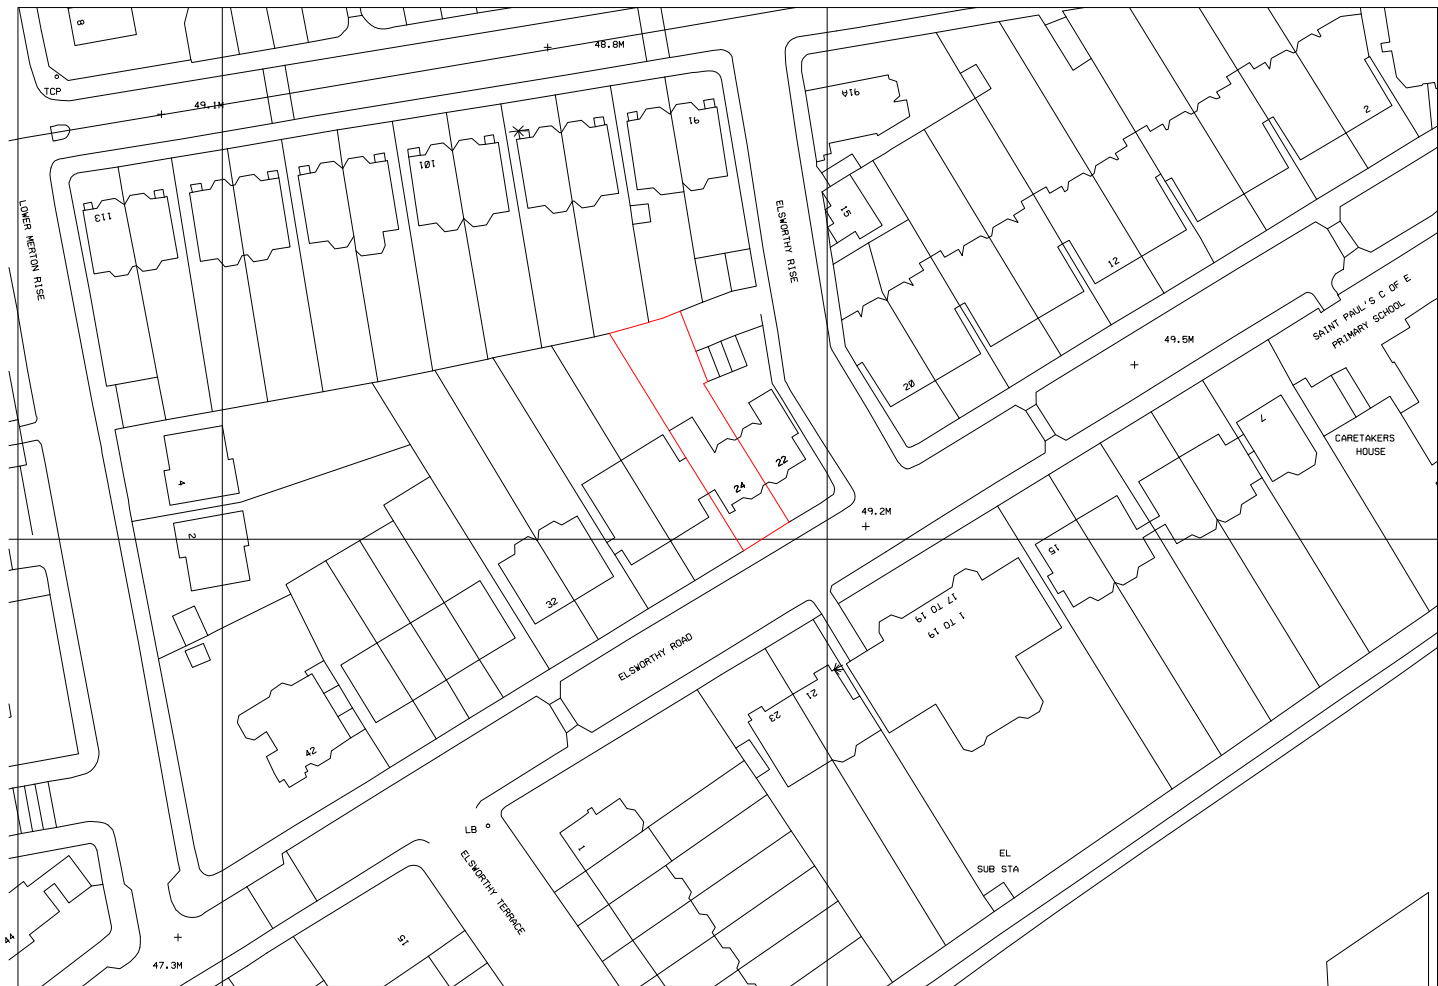 8
48.8M
TCP
49.1M
91A
2
91
101
113
LOWER MERTON RISE
ELSWORTHY RISE
15
12
SAINT PAUL'S C OF E
PRIMARY SCHOOL
49.5M
20
7
CARETAKERS
HOUSE
22
24
4
49.2M
2
15
32
17 TO 19
1 TO 19
ELSWORTHY ROAD
21
23
42
LB
1
ELSWORTHY TERRACE
EL
SUB STA
15
44
47.3M